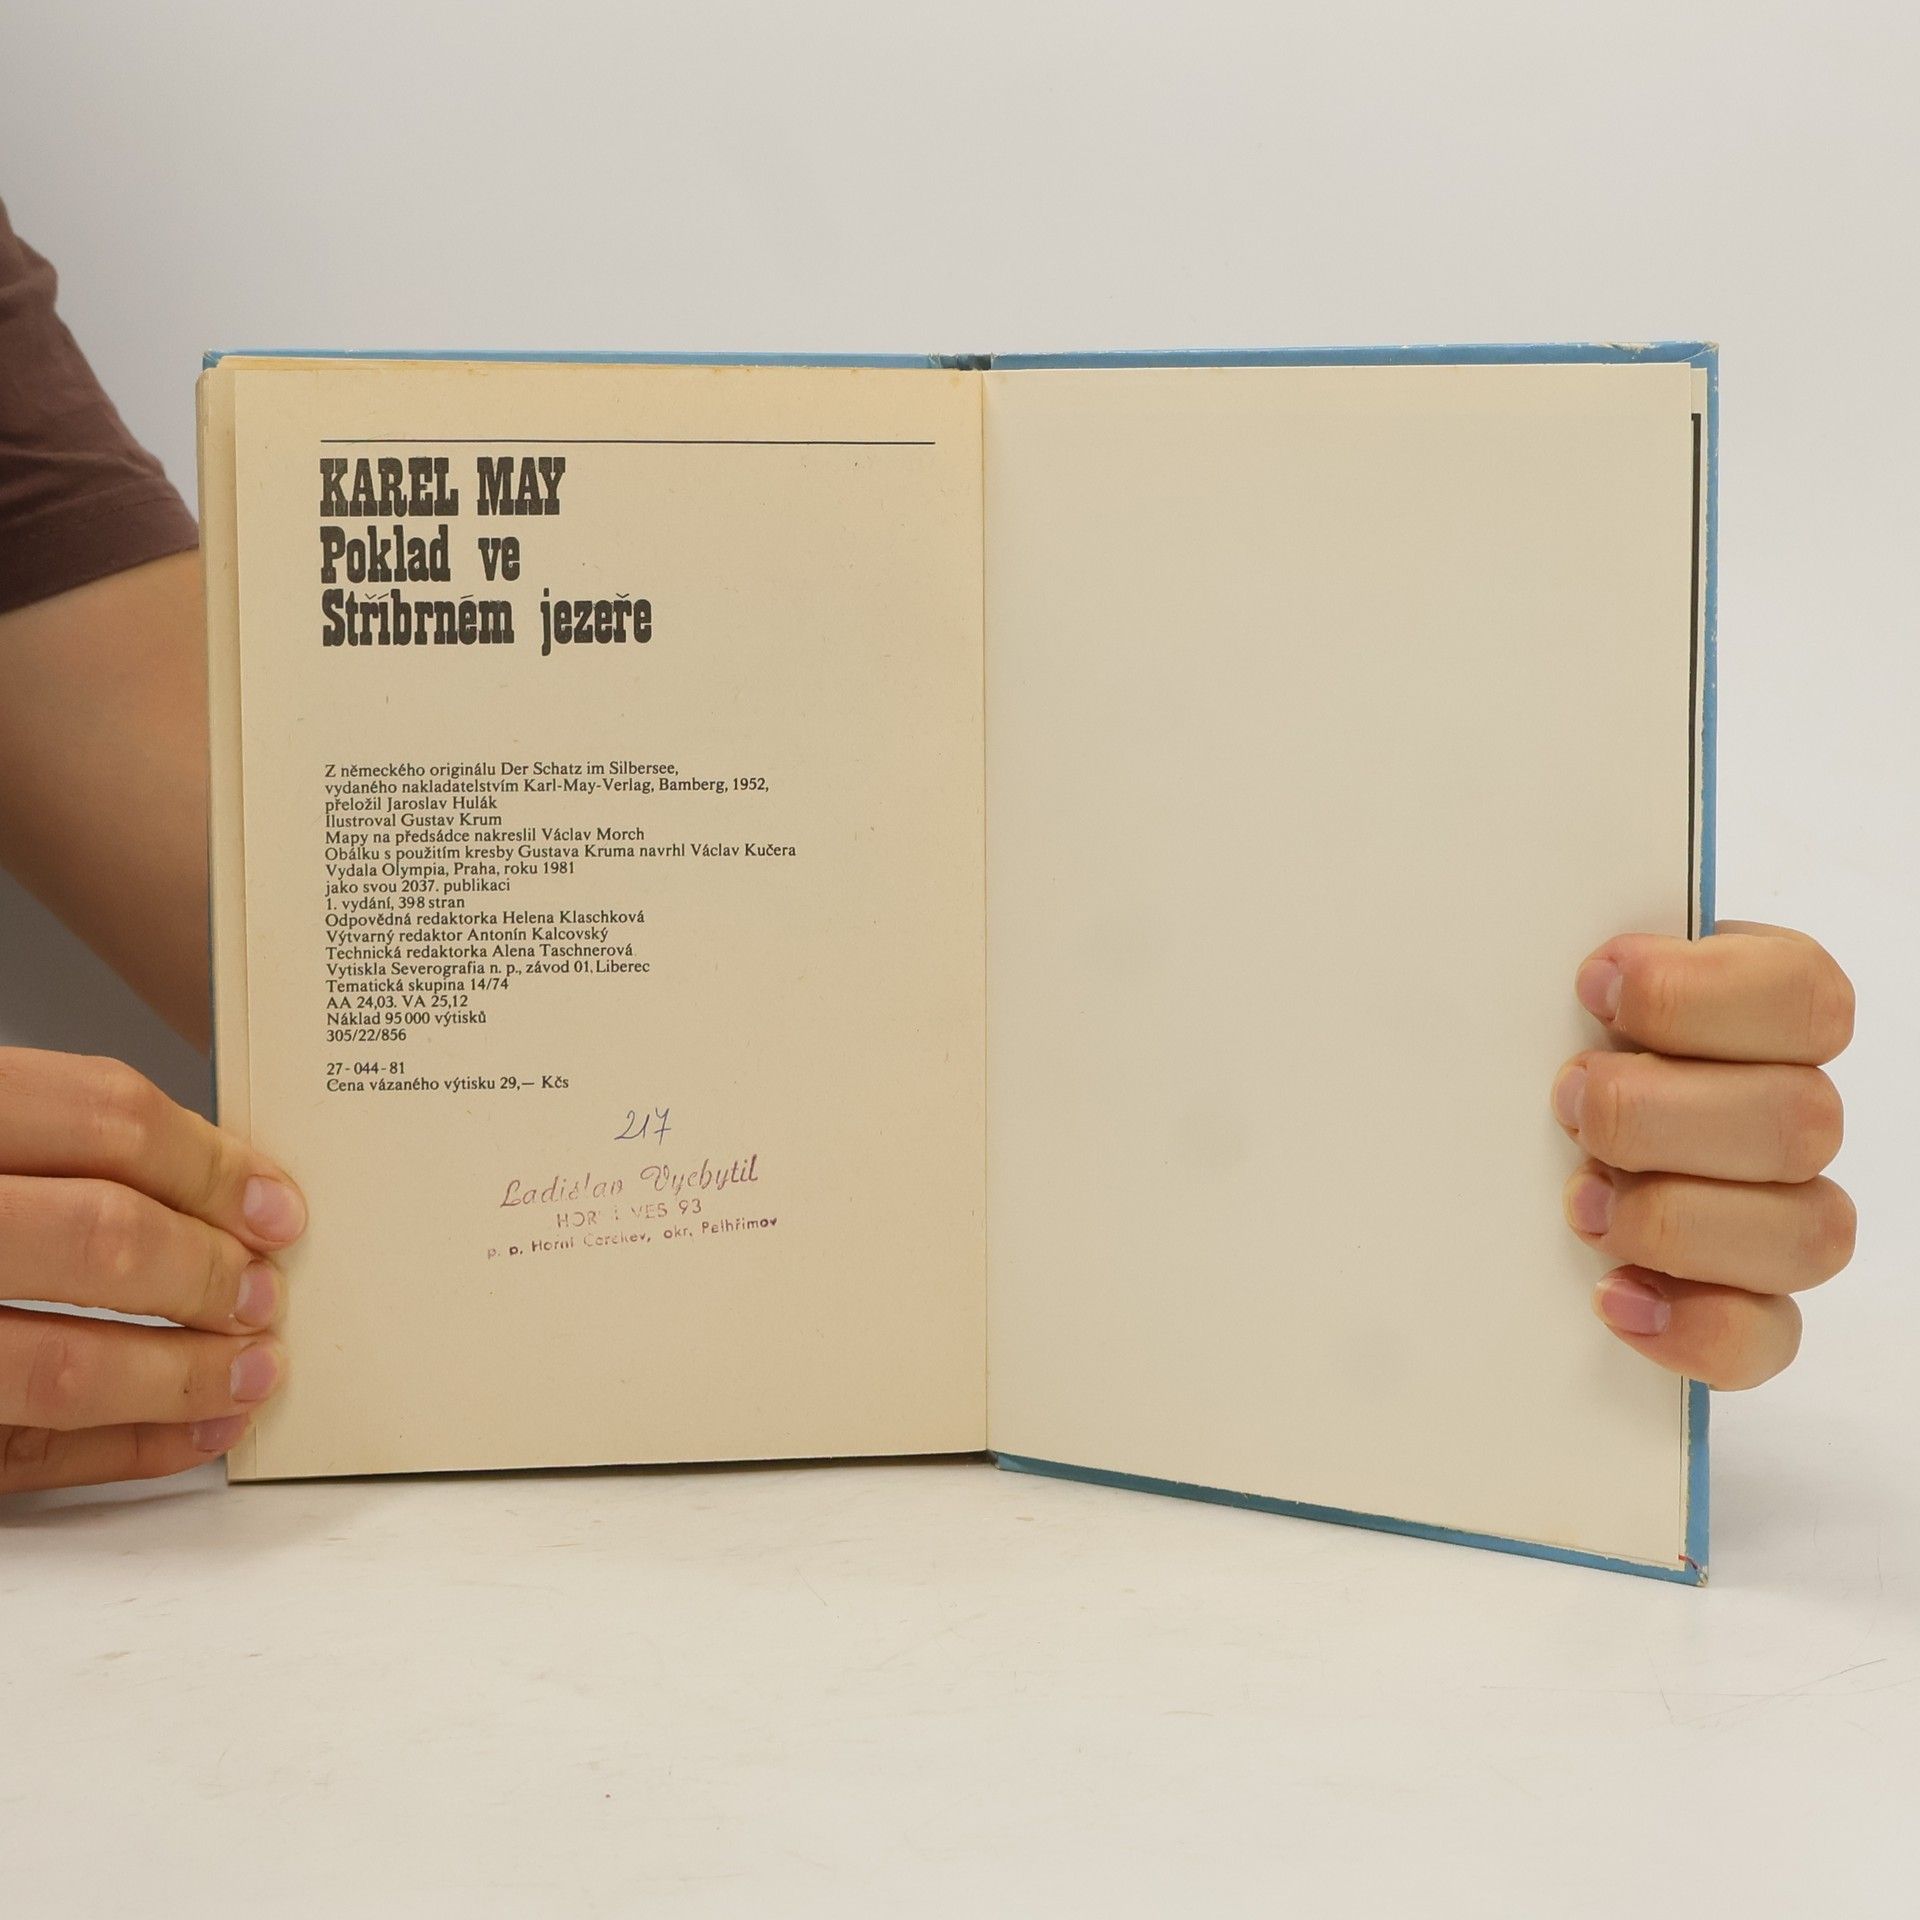 KAREL MAY
Poklad ve
Stříbrném jezeře
Z německého originálu Der Schatz im Silbersee,
vydaného nakladatelstvím Karl-May-Verlag, Bamberg, 1952,
přeložil Jaroslav Hulák
Ilustroval Gustav Krum
Mapy na předsádce nakreslil Václav Morch
Obálku s použitím kresby Gustava Kruma navrhl Václav Kučera
Vydala Olympia, Praha, roku 1981
jako svou 2037. publikaci
1. vydání, 398 stran
Odpovědná redaktorka Helena Klaschková
Výtvarný redaktor Antonín Kalcovský
Technická redaktorka Alena Taschnerová
Vytiskla Severografia n. p., závod 01, Liberec
Tematická skupina 14/74
AA 24,03. VA 25,12
Náklad 95 000 výtisků
305/22/856
27-044-81
Cena vázaného výtisku 29,— Kčs
217
Ladislav Vychytil
HORNÍ VES 93
p. p. Horní Cerekev, okr. Pelhřimov